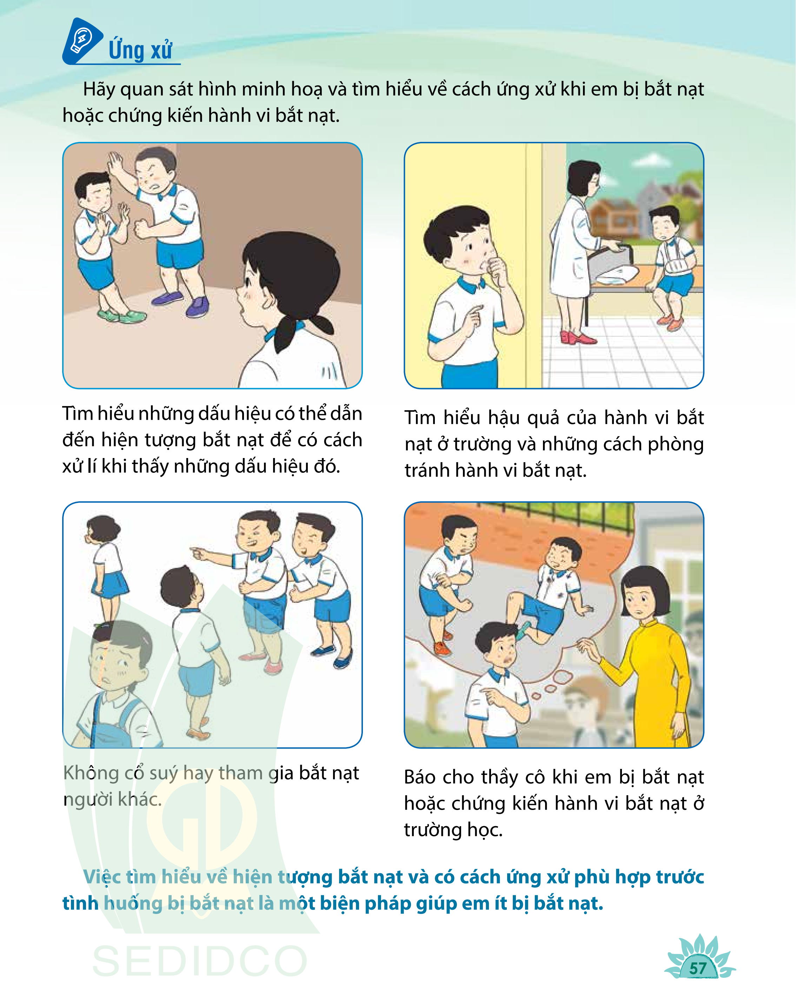 Ứng xử
Hãy quan sát hình minh hoạ và tìm hiểu về cách ứng xử khi em bị bắt nạt
hoặc chứng kiến hành vi bắt nạt.
Tìm hiểu những dấu hiệu có thể dẫn
đến hiện tượng bắt nạt để có cách
xử lí khi thấy những dấu hiệu đó.
Tìm hiểu hậu quả của hành vi bắt
nạt ở trường và những cách phòng
tránh hành vi bắt nạt.
Không cổ suý hay tham gia bắt nạt
người khác.
Báo cho thầy cô khi em bị bắt nạt
hoặc chứng kiến hành vi bắt nạt ở
trường học.
Việc tìm hiểu về hiện tượng bắt nạt và có cách ứng xử phù hợp trước
tình huống bị bắt nạt là một biện pháp giúp em ít bị bắt nạt.
SEDIDCO
57